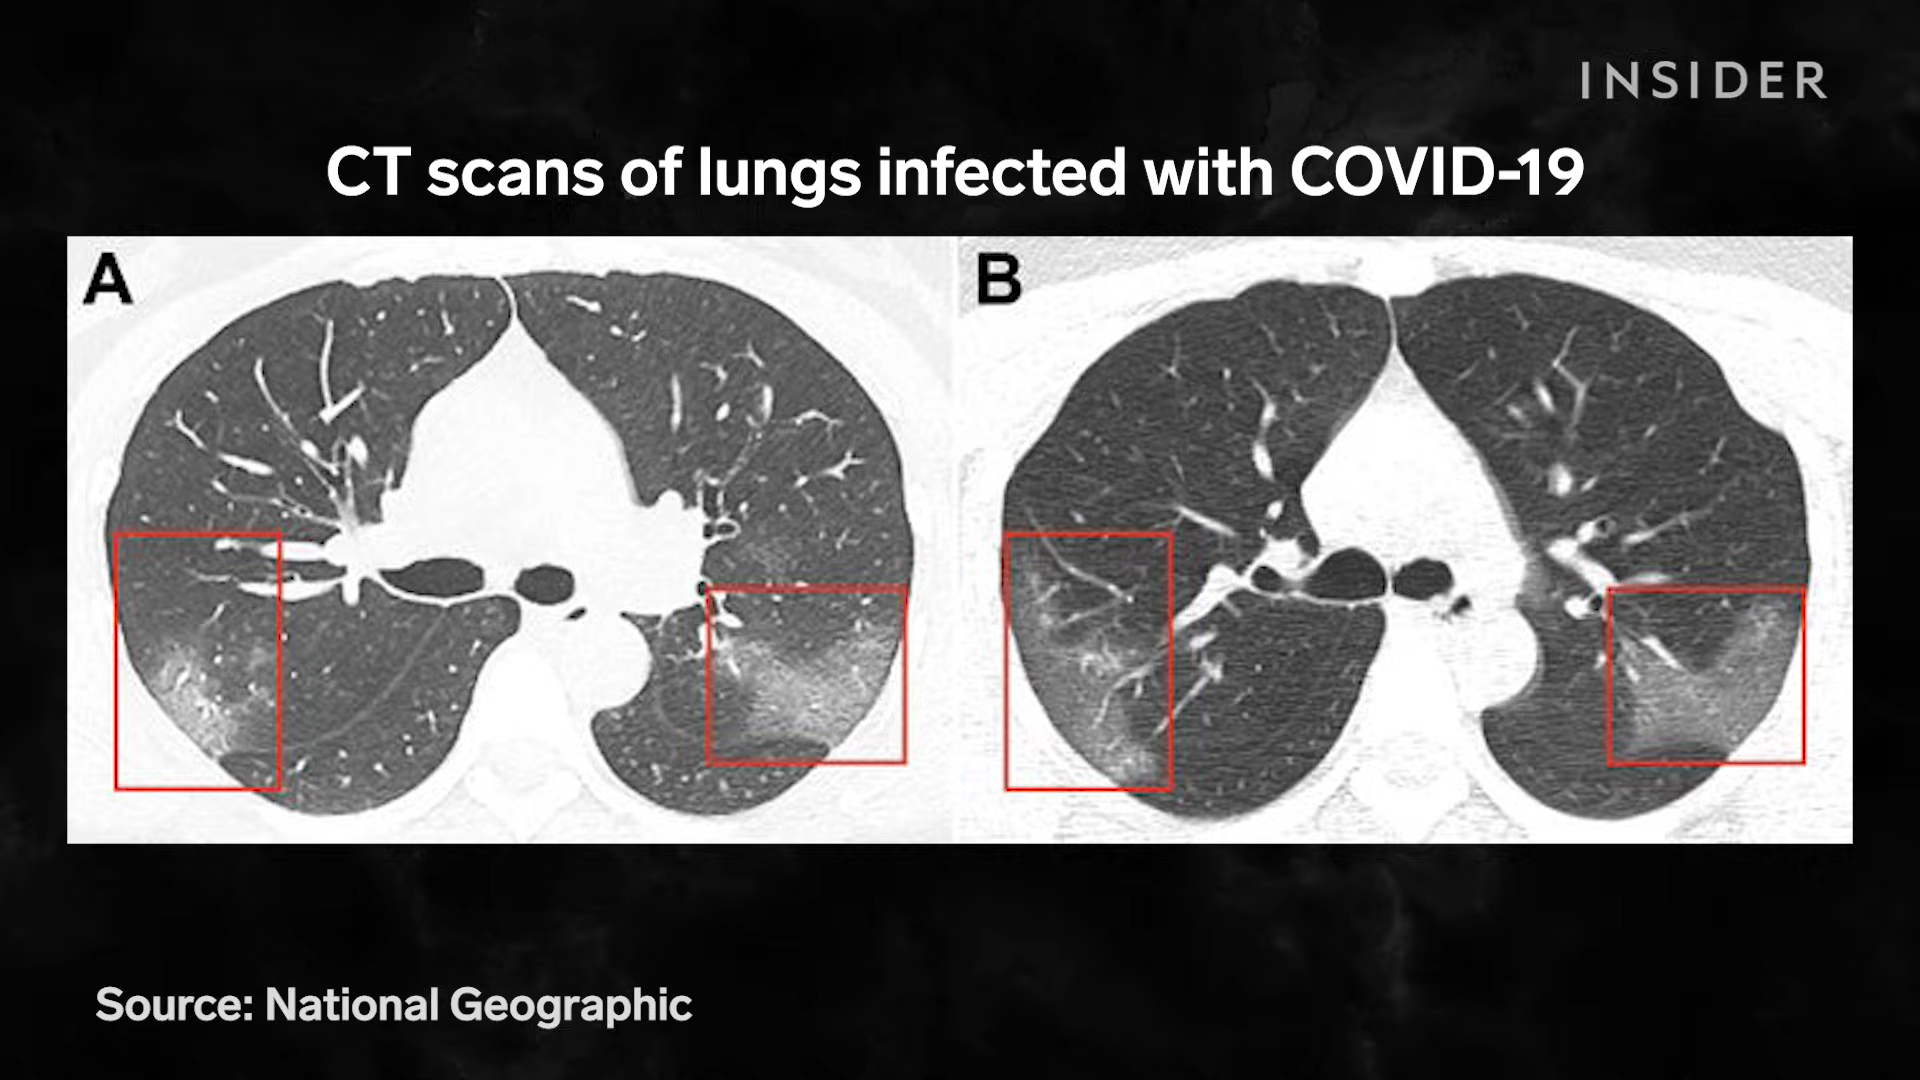 INSIDER
CT scans of lungs infected with COVID-19
A
B
Source: National Geographic